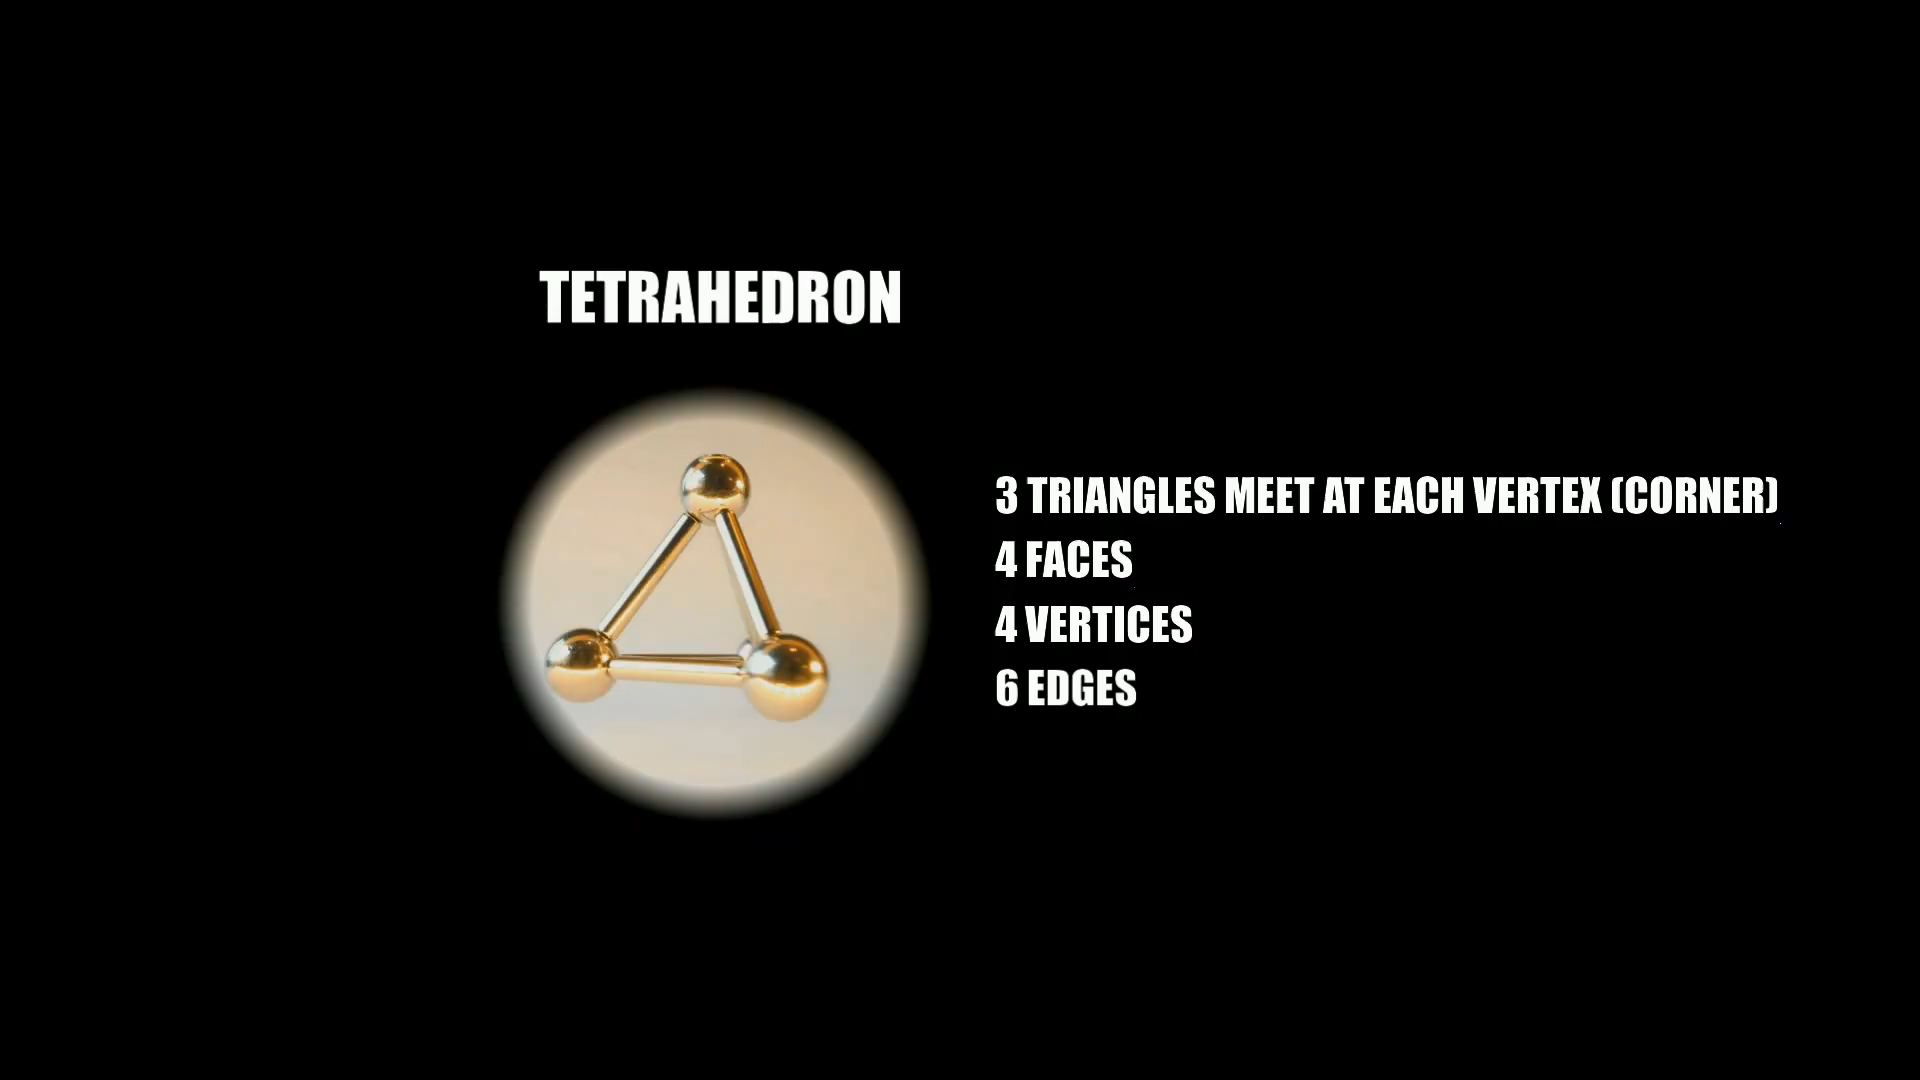 TETRAHEDRON
3 TRIANGLES MEET AT EACH VERTEX (CORNER)
4 FACES
4 VERTICES
6 EDGES